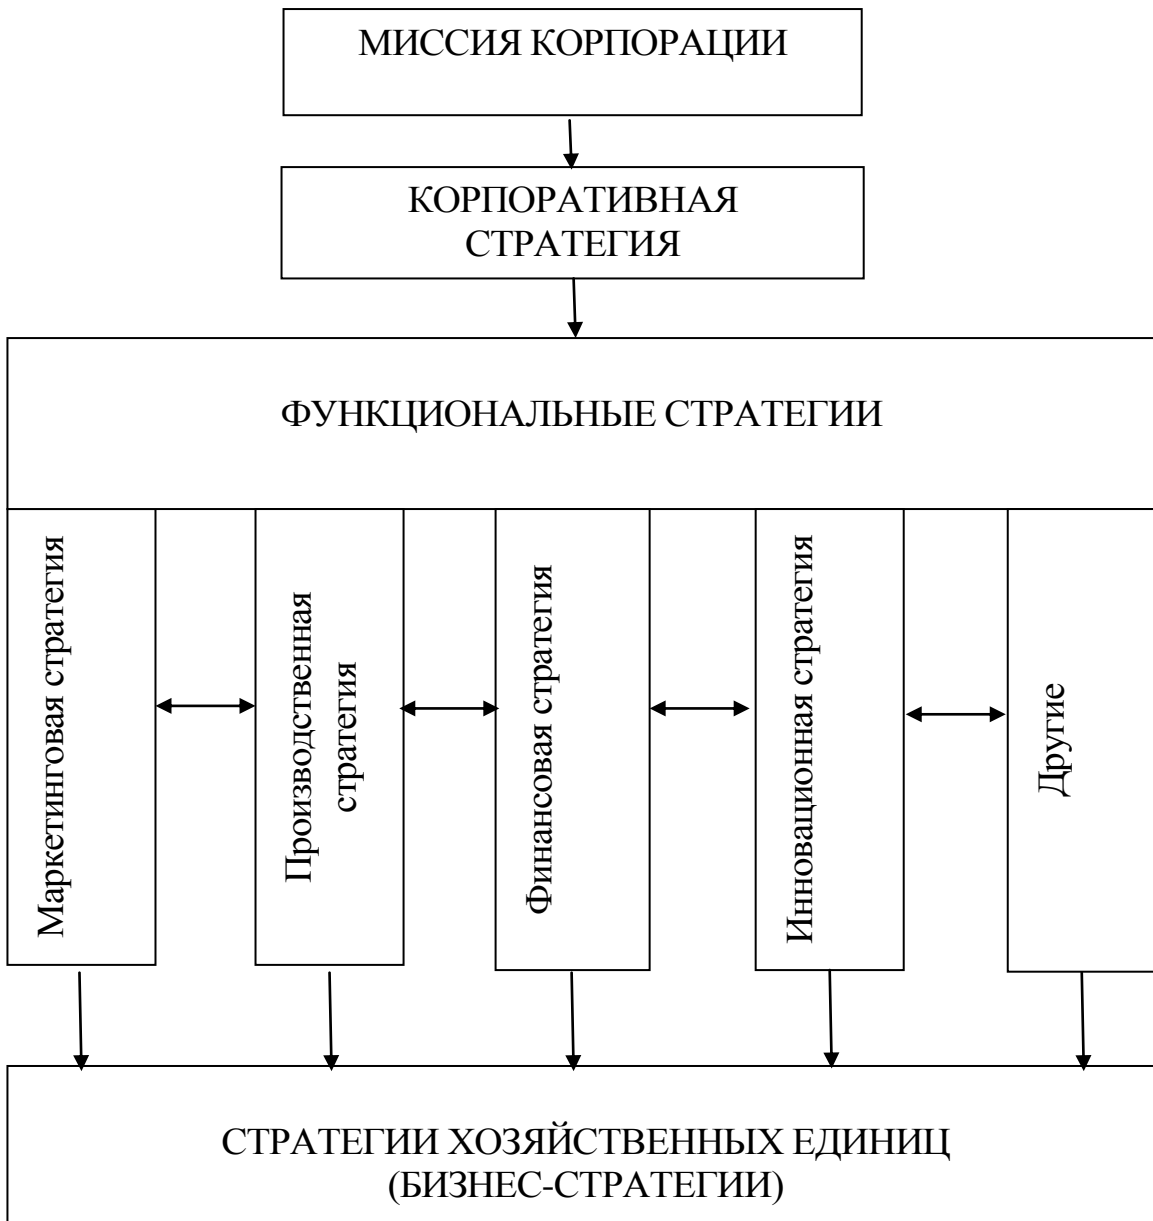 МИССИЯ КОРПОРАЦИИ
КОРПОРАТИВНАЯ
СТРАТЕГИЯ
ФУНКЦИОНАЛЬНЫЕ СТРАТЕГИИ
Маркетинговая стратегия
Производственная
стратегия
Финансовая стратегия
Инновационная стратегия
Другие
СТРАТЕГИИ ХОЗЯЙСТВЕННЫХ ЕДИНИЦ
(БИЗНЕС-СТРАТЕГИИ)